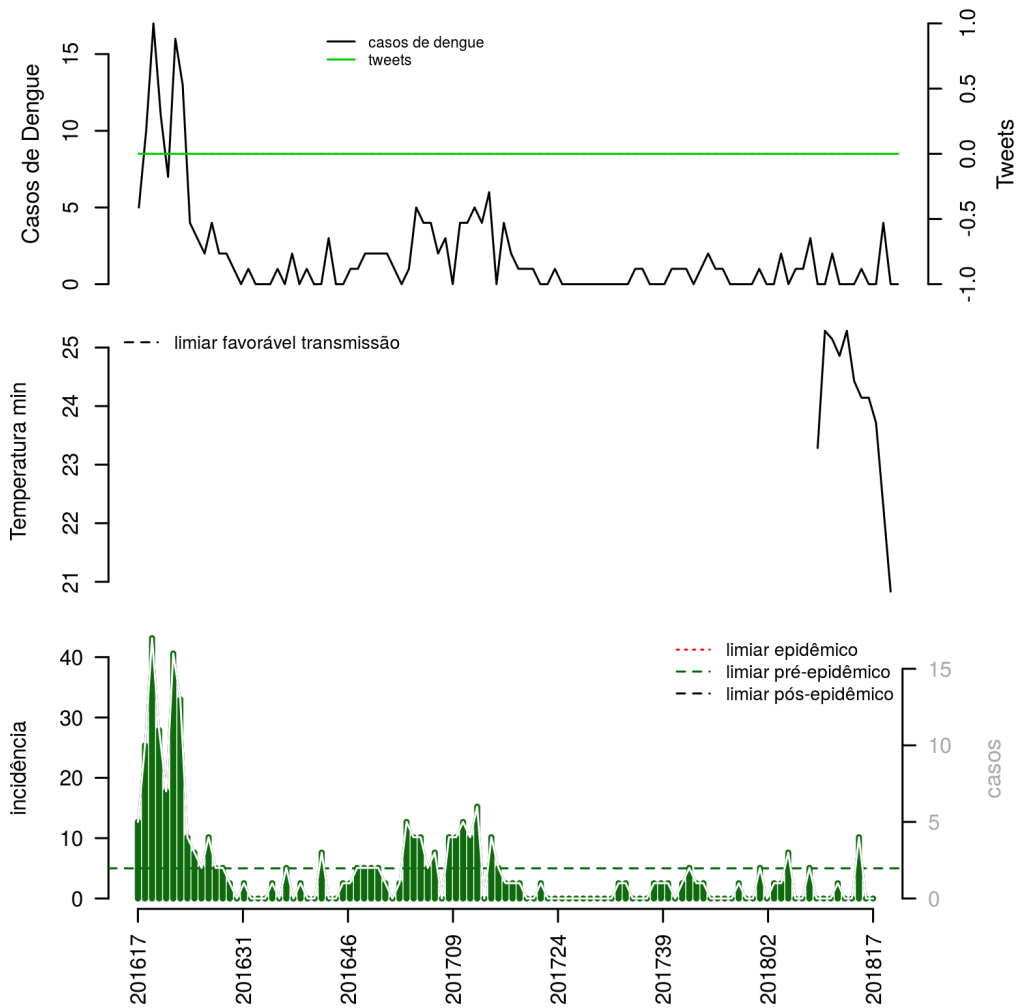 casos de dengue
tweets
Casos de Dengue
0
5
10
15
Tweets
-1.0
-0.5
0.0
0.5
1.0
limiar favorável transmissão
Temperatura min
21
22
23
24
25
limiar epidêmico
limiar pré-epidêmico
limiar pós-epidêmico
incidência
0
10
20
30
40
casos
0
5
10
15
201617
201631
201646
201709
201724
201739
201802
201817